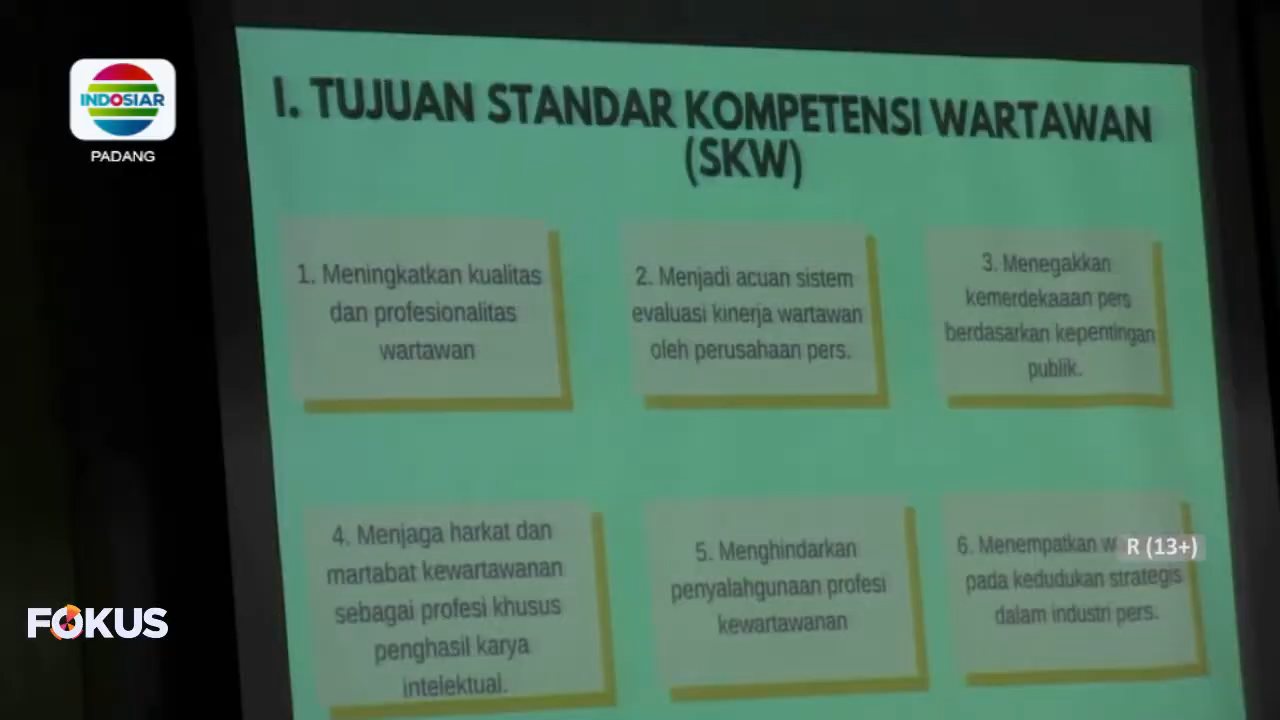 INDOSIAR
PADANG
I. TUJUAN STANDAR KOMPETENSI WARTAWAN
(SKW)
1. Meningkatkan kualitas
dan profesionalitas
wartawan
2. Menjadi acuan sistem
evaluasi kinerja wartawan
oleh perusahaan pers.
3. Menegakkan
kemerdekaaan pers
berdasarkan kepentingan
publik.
4. Menjaga harkat dan
martabat kewartawanan
sebagai profesi khusus
penghasil karya
intelektual.
5. Menghindarkan
penyalahgunaan profesi
kewartawanan
6. Menempatkan
pada kedudukan strategis
dalam industri pers.
R (13+)
FOKUS